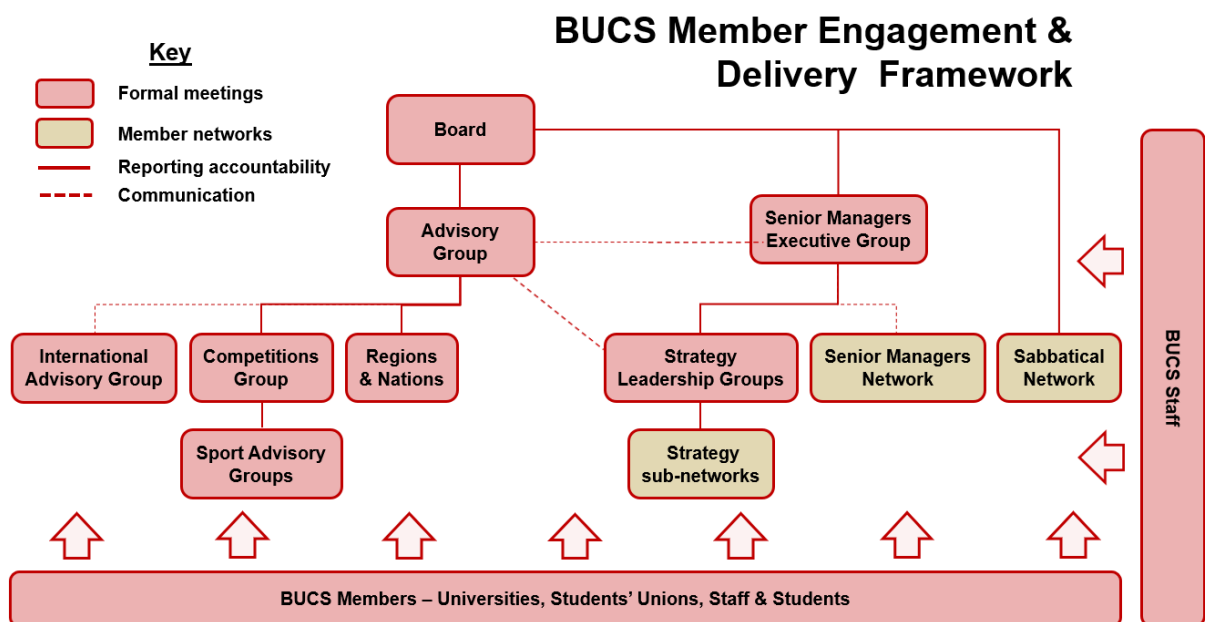 BUCS Member Engagement &
Delivery Framework
Key
Formal meetings
Member networks
Reporting accountability
Communication
Board
Advisory
Group
Senior Managers
Executive Group
International
Advisory Group
Competitions
Group
Regions
& Nations
Strategy
Leadership Groups
Senior Managers
Network
Sabbatical
Network
Sport Advisory
Groups
Strategy
sub-networks
BUCS Staff
BUCS Members – Universities, Students’ Unions, Staff & Students